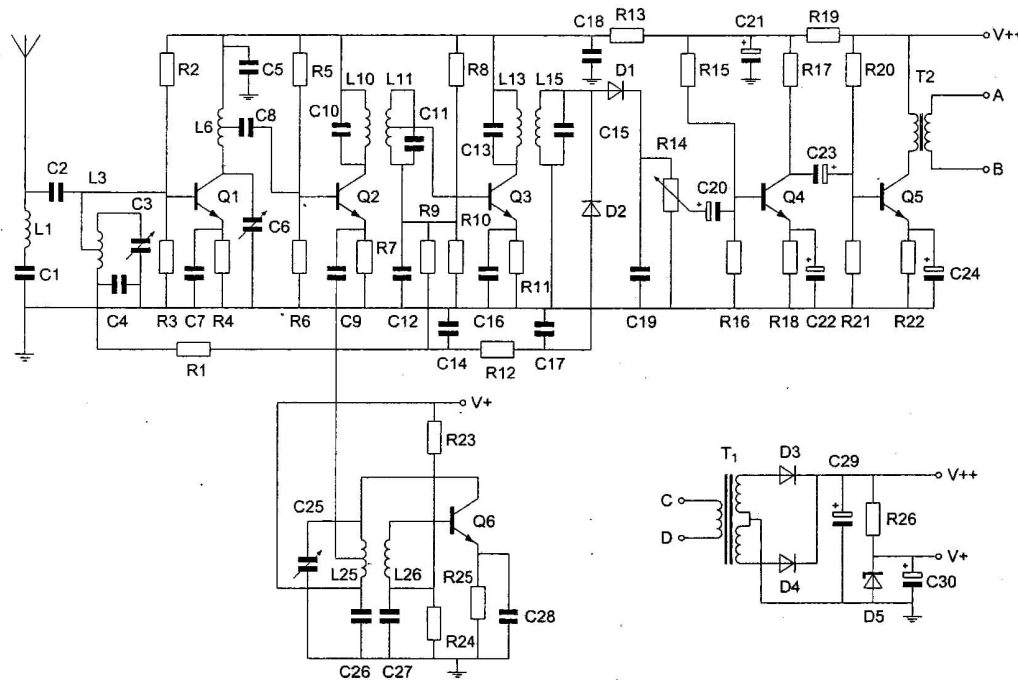 C18 R13 C21 R19 V++
R2 C5 R5 L10 L11 R8 L13 L15 D1 R15 R17 R20 T2
A
C8 C10 C11 C15
L6 C13 R14
C2 L3 C23 B
C3 Q1 Q2 Q3 C20 Q4 Q5
R9 R10 D2
L1 C6 R7
C1 R11 C24
C4 R3 C7 R4 R6 C9 C12 C16 C19 R16 R18 C22 R21 R22
R1 C14 R12 C17
V+
R23
T1 D3 C29 V++
C25 Q6 C
R26
D
L25 L26 R25 D4 V+
C28 D5 C30
R24
C26 C27